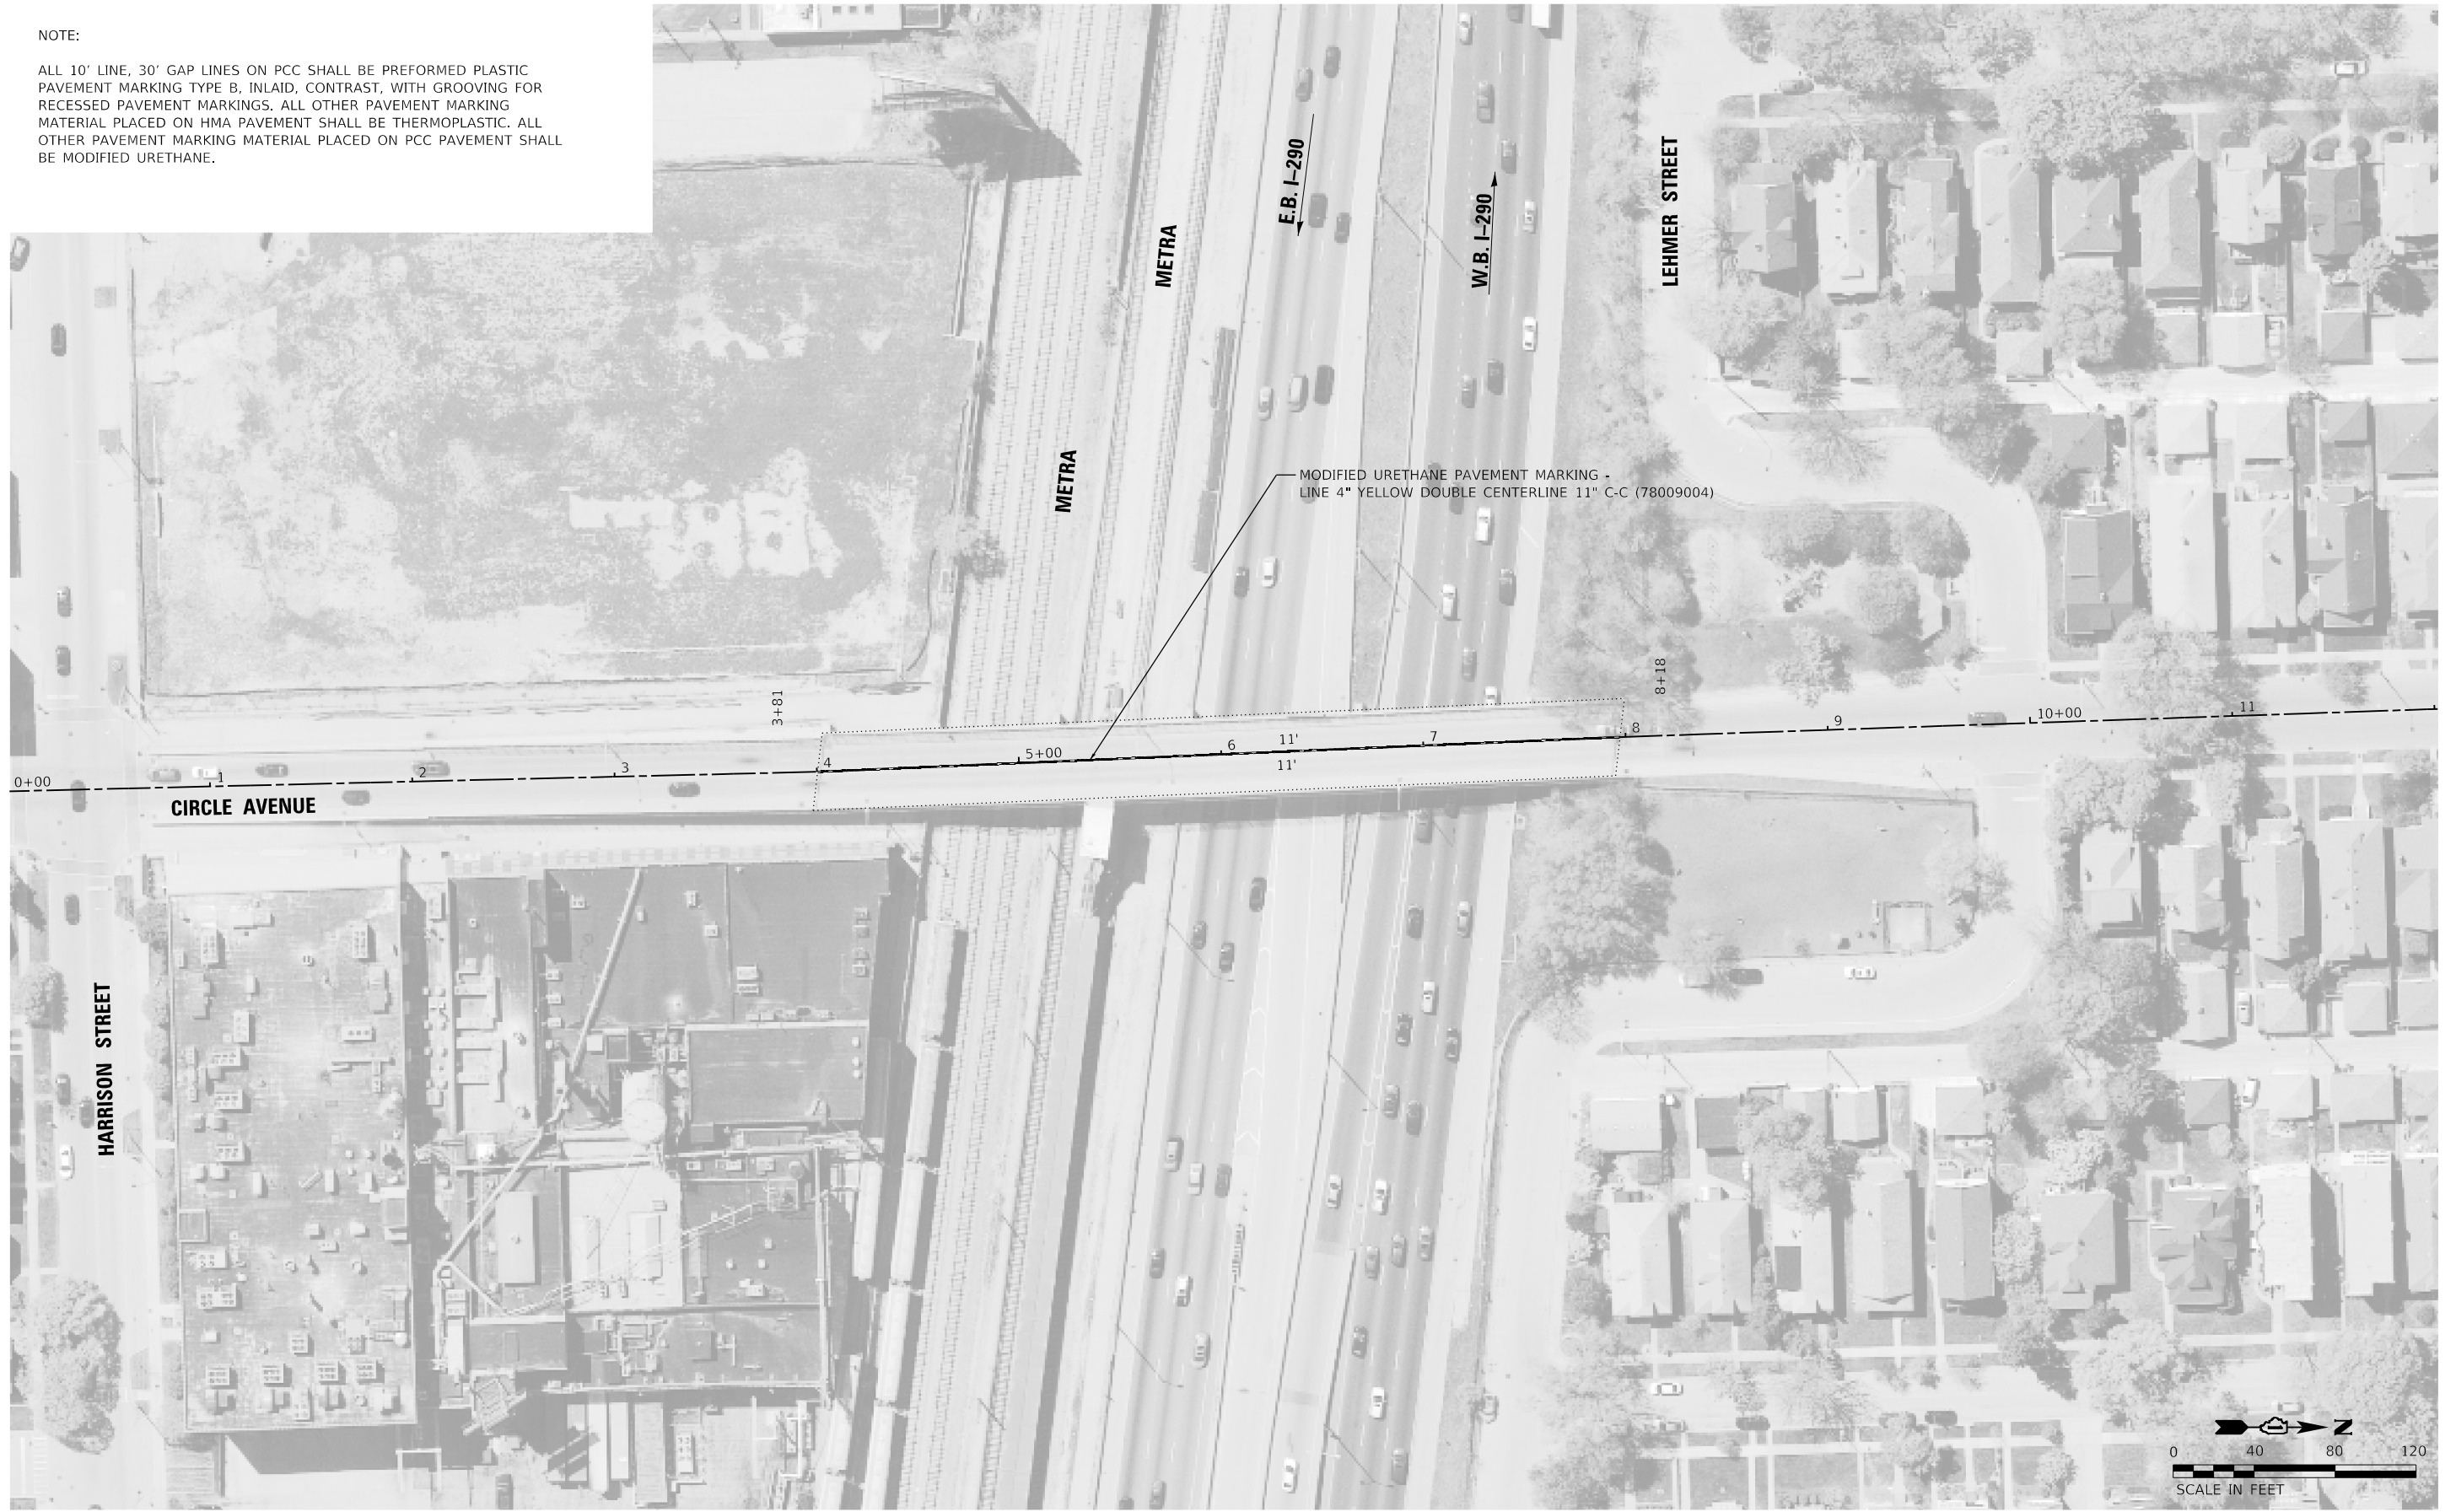 NOTE:
ALL 10' LINE, 30' GAP LINES ON PCC SHALL BE PREFORMED PLASTIC
PAVEMENT MARKING TYPE B, INLAID, CONTRAST, WITH GROOVING FOR
RECESSED PAVEMENT MARKINGS. ALL OTHER PAVEMENT MARKING
MATERIAL PLACED ON HMA PAVEMENT SHALL BE THERMOPLASTIC. ALL
OTHER PAVEMENT MARKING MATERIAL PLACED ON PCC PAVEMENT SHALL
BE MODIFIED URETHANE.
METRA
METRA
E.B. I-290
W.B. I-290
LEHMER STREET
MODIFIED URETHANE PAVEMENT MARKING -
LINE 4" YELLOW DOUBLE CENTERLINE 11" C-C (78009004)
3+81
8+18
0+00
1
2
3
4
5+00
6
11'
11'
7
8
9
10+00
11
CIRCLE AVENUE
HARRISON STREET
N
0 40 80 120
SCALE IN FEET